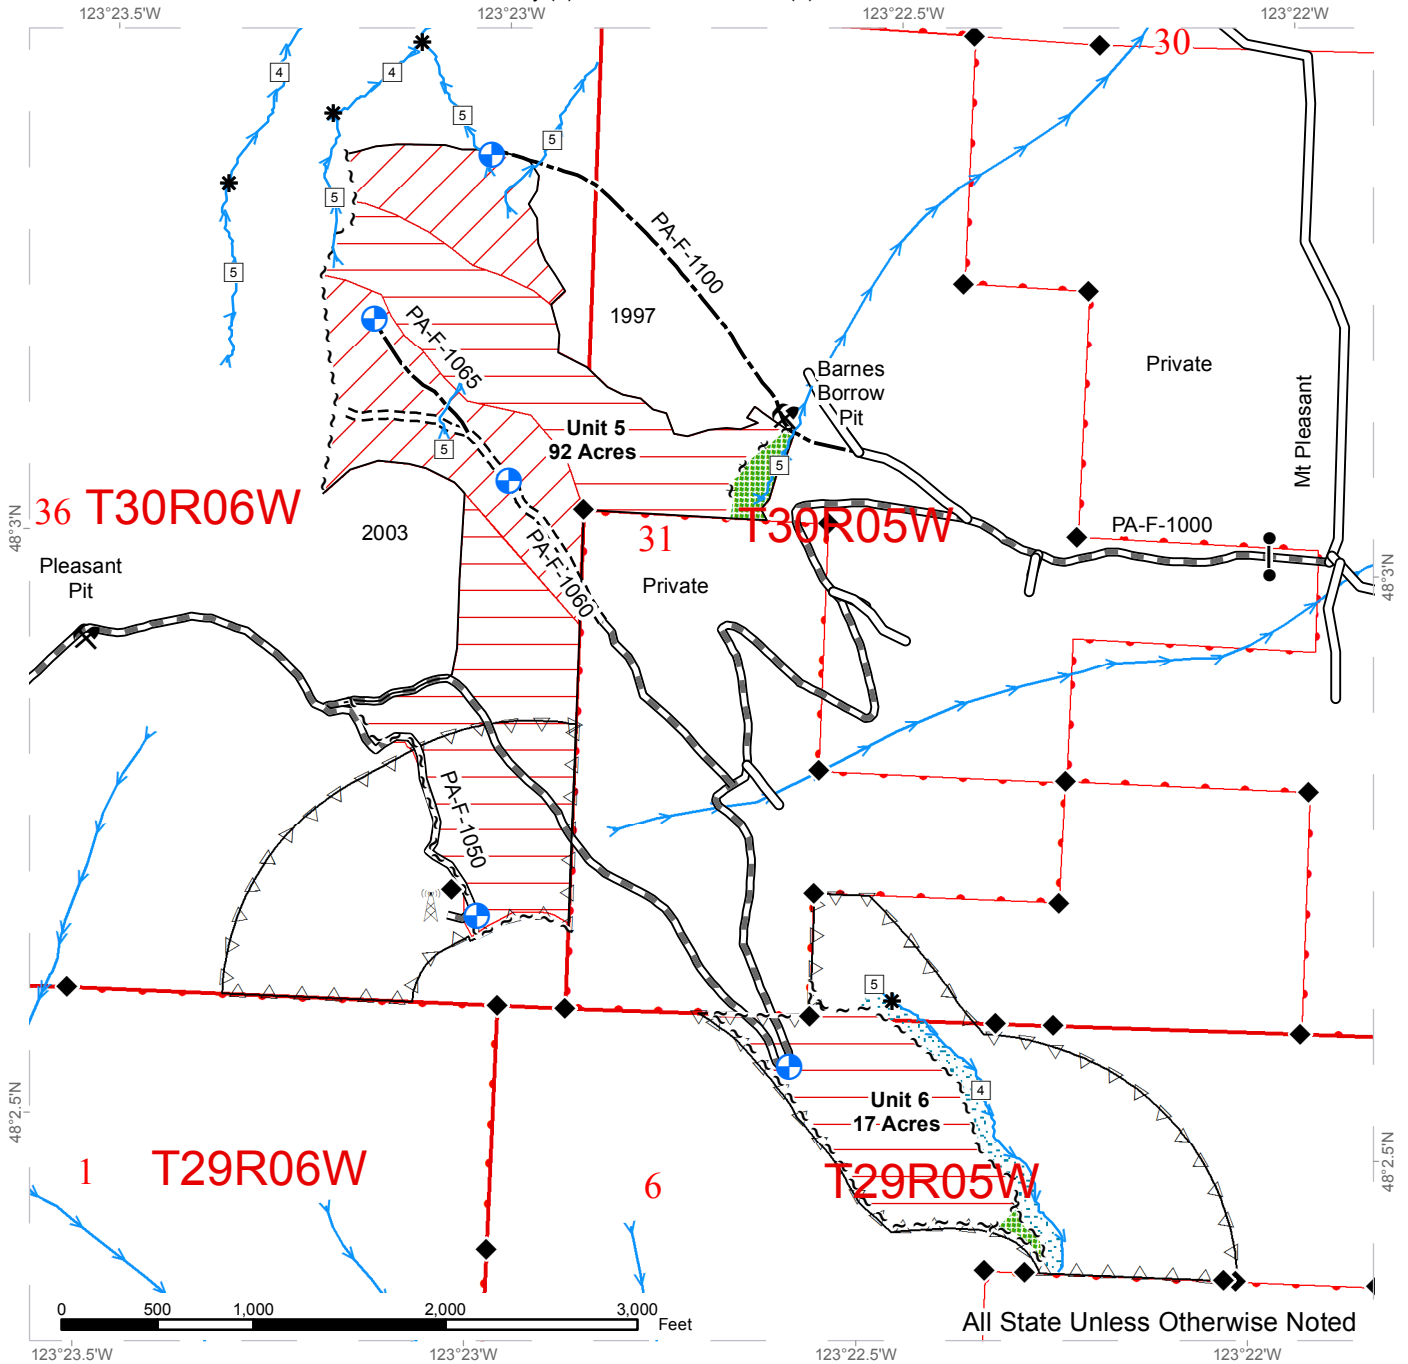 123°23.5'W
123°23'W
123°22.5'W
123°22'W
30
4
4
5
5
5
5
PA-F-1100
1997
PA-F-1065
Barnes
Borrow
Pit
Private
Mt Pleasant
Unit 5
92 Acres
5
5
36
T30R06W
T30R05W
31
PA-F-1000
2003
PA-F-1060
Private
Pleasant
Pit
48°3'N
48°3'N
PA-F-1050
5
4
Unit 6
17 Acres
48°2.5'N
48°2.5'N
1
T29R06W
6
T29R05W
0
500
1,000
2,000
3,000
Feet
All State Unless Otherwise Noted
123°23.5'W
123°23'W
123°22.5'W
123°22'W